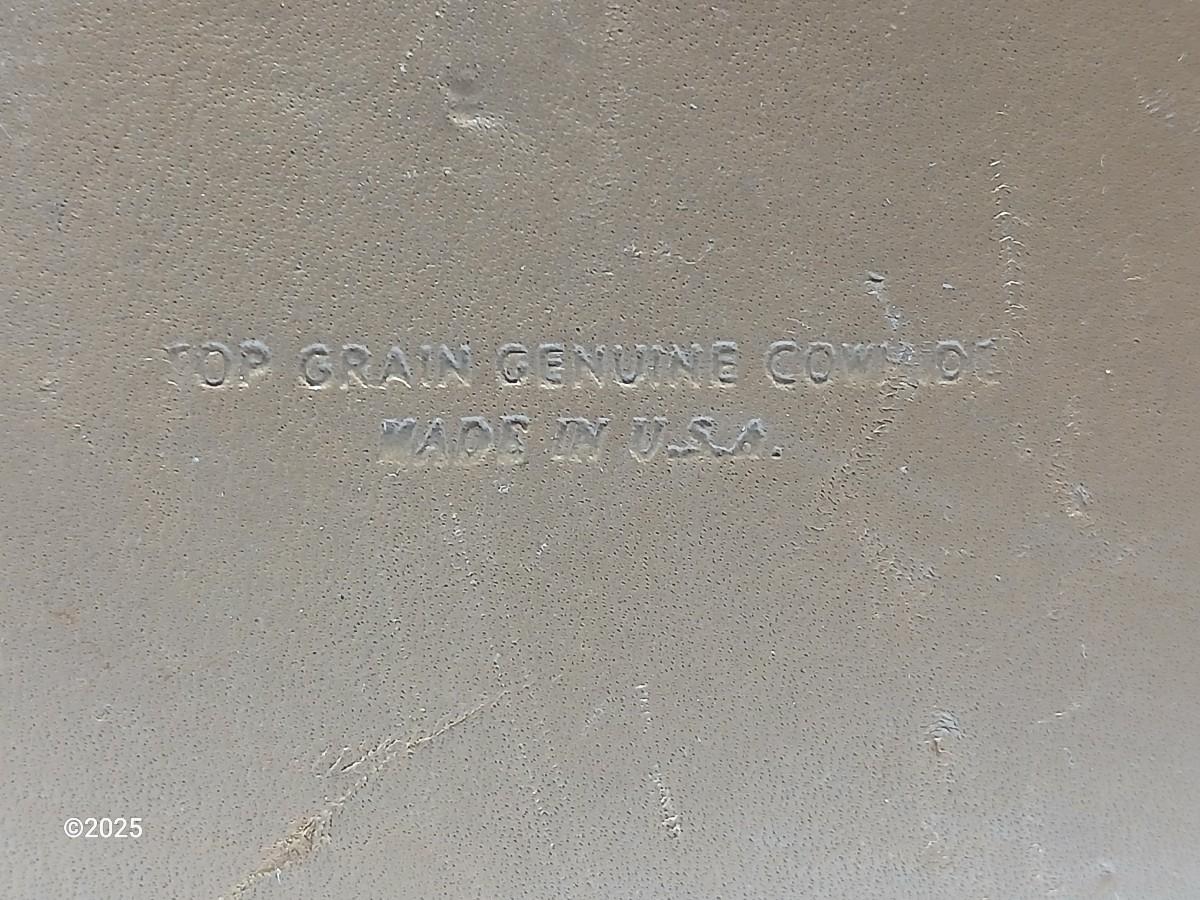 TOP GRAIN GENUINE COWHIDE
MADE IN U.S.A.
©2025